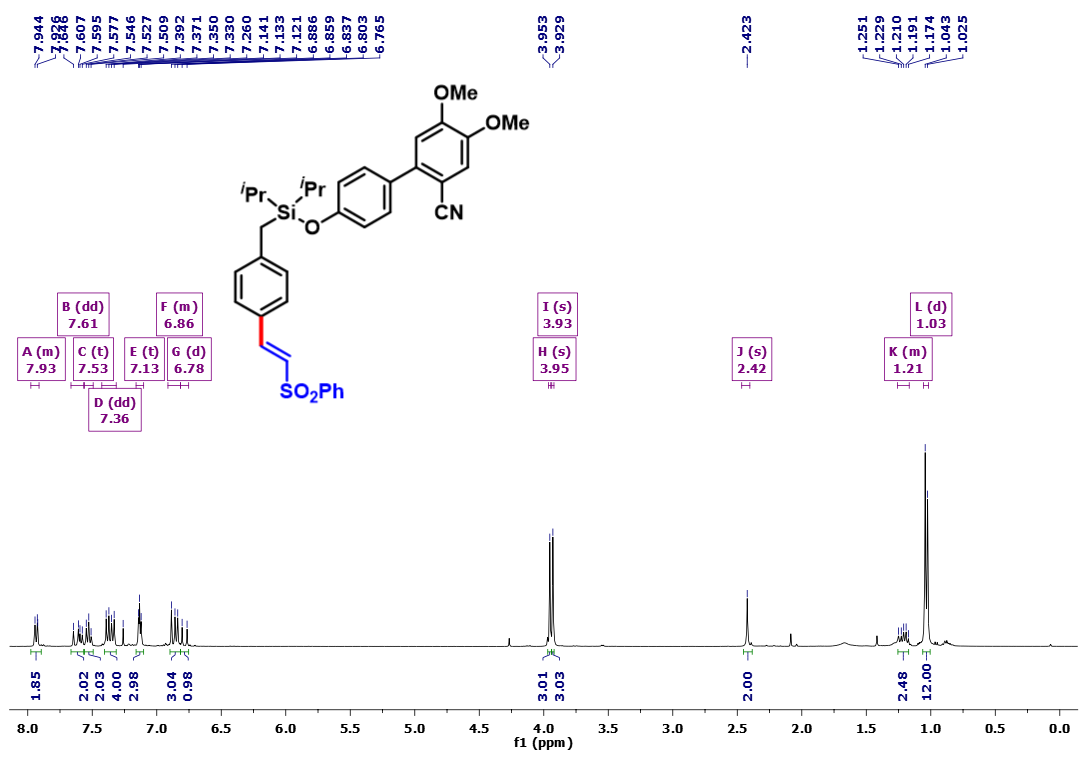 7.944
7.926
7.646
7.607
7.595
7.577
7.546
7.527
7.509
7.392
7.371
7.350
7.330
7.260
7.141
7.133
7.121
6.886
6.859
6.837
6.803
6.765
3.953
3.929
2.423
1.251
1.229
1.210
1.191
1.174
1.043
1.025
OMe
OMe
CN
iPr
iPr
Si
O
SO2Ph
B (dd)
7.61
F (m)
6.86
I (s)
3.93
L (d)
1.03
A (m)
7.93
C (t)
7.53
E (t)
7.13
G (d)
6.78
H (s)
3.95
J (s)
2.42
K (m)
1.21
D (dd)
7.36
1.85
2.02
2.03
4.00
2.98
3.04
0.98
3.01
3.03
2.00
2.48
12.00
8.0 7.5 7.0 6.5 6.0 5.5 5.0 4.5 4.0 3.5 3.0 2.5 2.0 1.5 1.0 0.5 0.0
f1 (ppm)